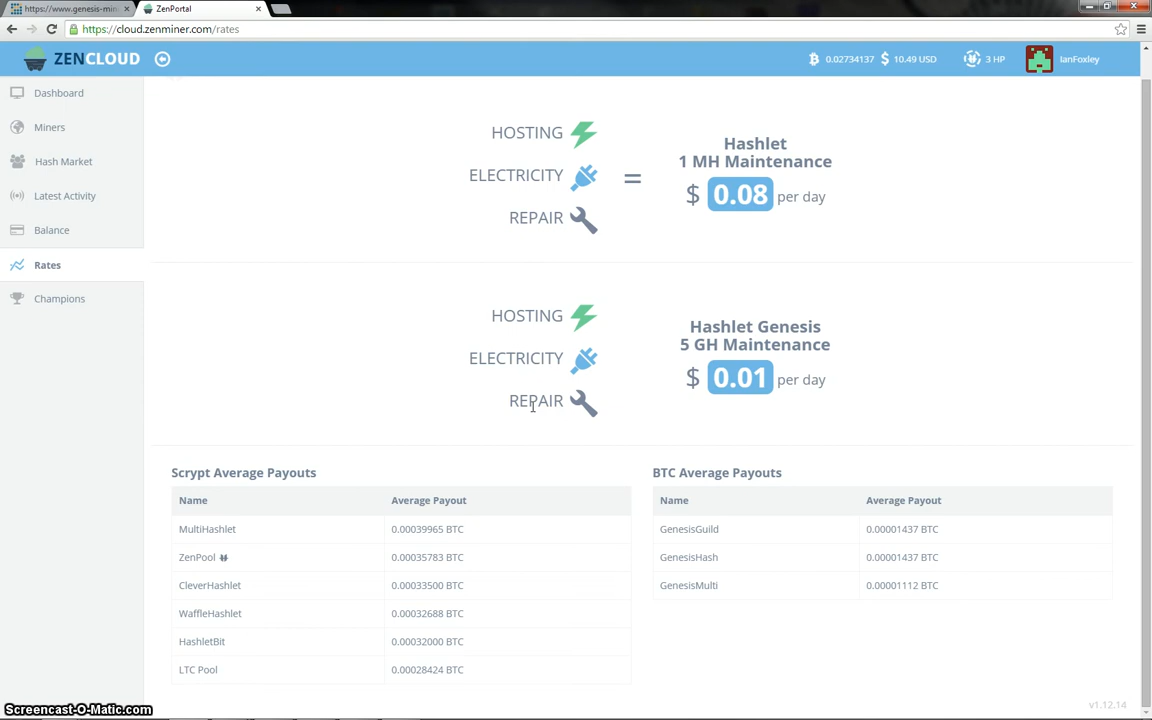 https://www.genesis-min
ZenPortal
https://cloud.zenminer.com/rates
ZENCLOUD
0.02734137
$ 10.49 USD
3 HP
IanFoxley
Dashboard
Miners
Hash Market
Latest Activity
Balance
Rates
Champions
HOSTING
ELECTRICITY
REPAIR
=
Hashlet
1 MH Maintenance
$ 0.08 per day
HOSTING
ELECTRICITY
REPAIR
Hashlet Genesis
5 GH Maintenance
$ 0.01 per day
Scrypt Average Payouts
Name Average Payout
MultiHashlet 0.00039965 BTC
ZenPool 0.00035783 BTC
CleverHashlet 0.00033500 BTC
WaffleHashlet 0.00032688 BTC
HashletBit 0.00032000 BTC
LTC Pool 0.00028424 BTC
BTC Average Payouts
Name Average Payout
GenesisGuild 0.00001437 BTC
GenesisHash 0.00001437 BTC
GenesisMulti 0.00001112 BTC
v1.12.14
Screencast-O-Matic.com